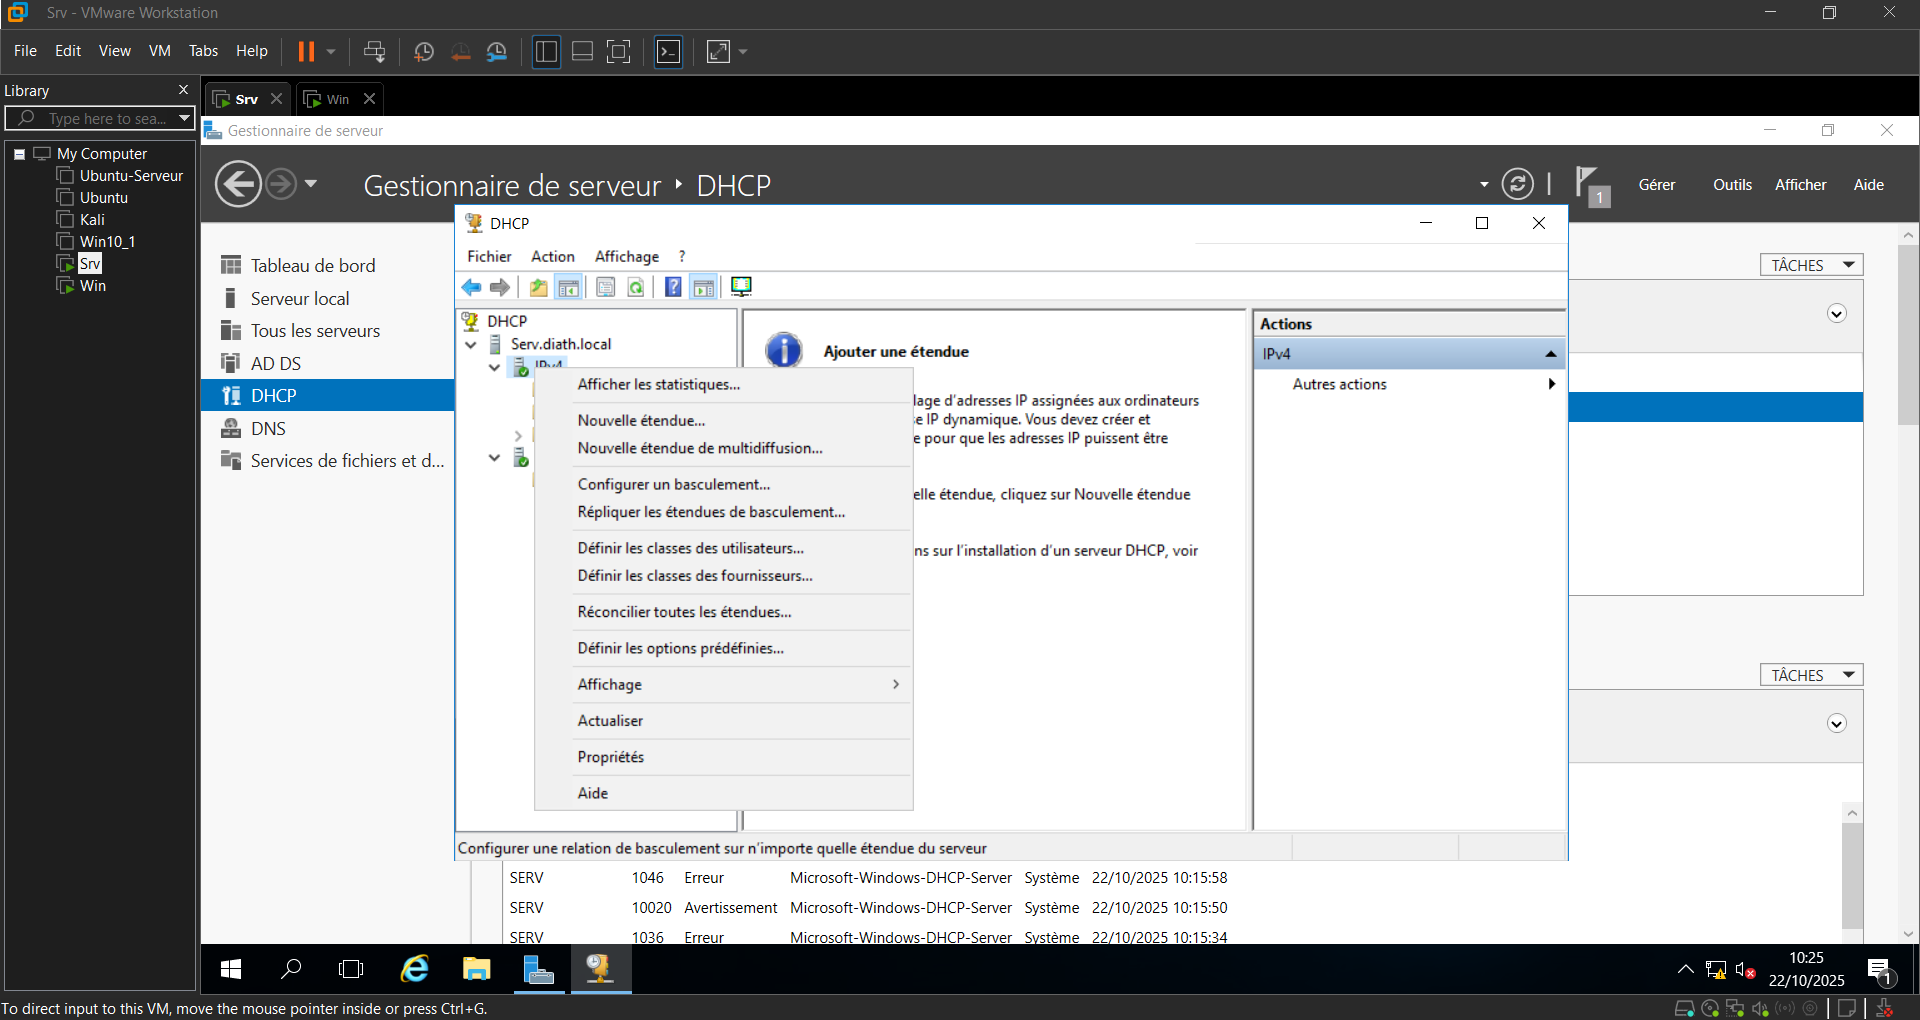 Srv - VMware Workstation
File Edit View VM Tabs Help
Library
Type here to sea...
My Computer
Ubuntu-Serveur
Ubuntu
Kali
Win10_1
Srv
Win
Srv
Win
Gestionnaire de serveur
Gestionnaire de serveur DHCP
1
Gérer Outils Afficher Aide
Tableau de bord
Serveur local
Tous les serveurs
AD DS
DHCP
DNS
Services de fichiers et d...
TÂCHES
TÂCHES
DHCP
Fichier Action Affichage ?
DHCP
Serv.diath.local
IPv4
Afficher les statistiques...
Nouvelle étendue...
Nouvelle étendue de multidiffusion...
Configurer un basculement...
Répliquer les étendues de basculement...
Définir les classes des utilisateurs...
Définir les classes des fournisseurs...
Réconcilier toutes les étendues...
Définir les options prédéfinies...
Affichage
Actualiser
Propriétés
Aide
Ajouter une étendue
lage d'adresses IP assignées aux ordinateurs
e IP dynamique. Vous devez créer et
e pour que les adresses IP puissent être
elle étendue, cliquez sur Nouvelle étendue
ns sur l'installation d'un serveur DHCP, voir
Actions
IPv4
Autres actions
Configurer une relation de basculement sur n'importe quelle étendue du serveur
SERV 1046 Erreur Microsoft-Windows-DHCP-Server Système 22/10/2025 10:15:58
SERV 10020 Avertissement Microsoft-Windows-DHCP-Server Système 22/10/2025 10:15:50
SERV 1036 Erreur Microsoft-Windows-DHCP-Server Système 22/10/2025 10:15:34
10:25
22/10/2025
1
To direct input to this VM, move the mouse pointer inside or press Ctrl+G.